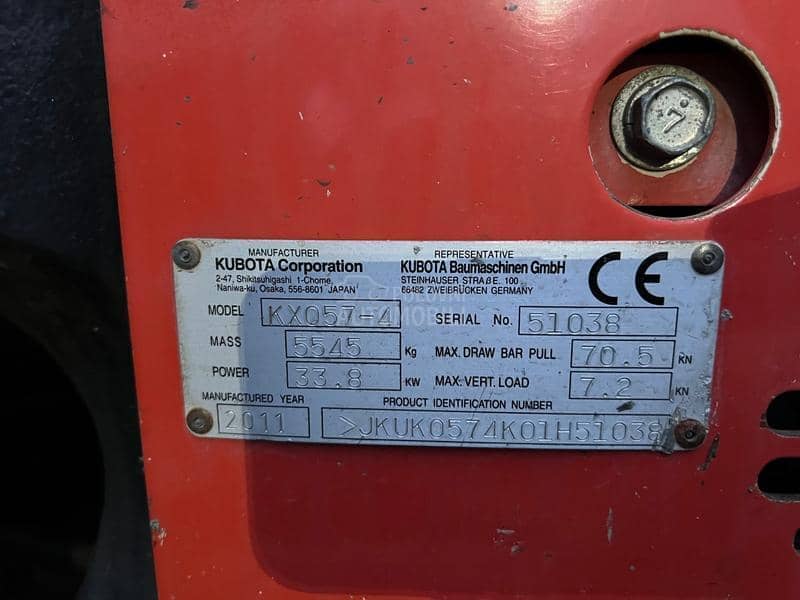 7
MANUFACTURER
KUBOTA Corporation
2-47, Shikitsuhigashi 1-Chome,
Naniwa-ku, Osaka, 556-8601 JAPAN
REPRESENTATIVE
KUBOTA Baumaschinen GmbH
STEINHAUSER STRAßE. 100
66482 ZWEIBRÜCKEN GERMANY
CE
MODEL KX057-4 SERIAL No. 51038
MASS 5545 Kg MAX. DRAW BAR PULL 70.5 KN
POWER 33.8 KW MAX. VERT. LOAD 7.2 KN
MANUFACTURED YEAR PRODUCT IDENTIFICATION NUMBER
2011 >JKUK0574K01H51038